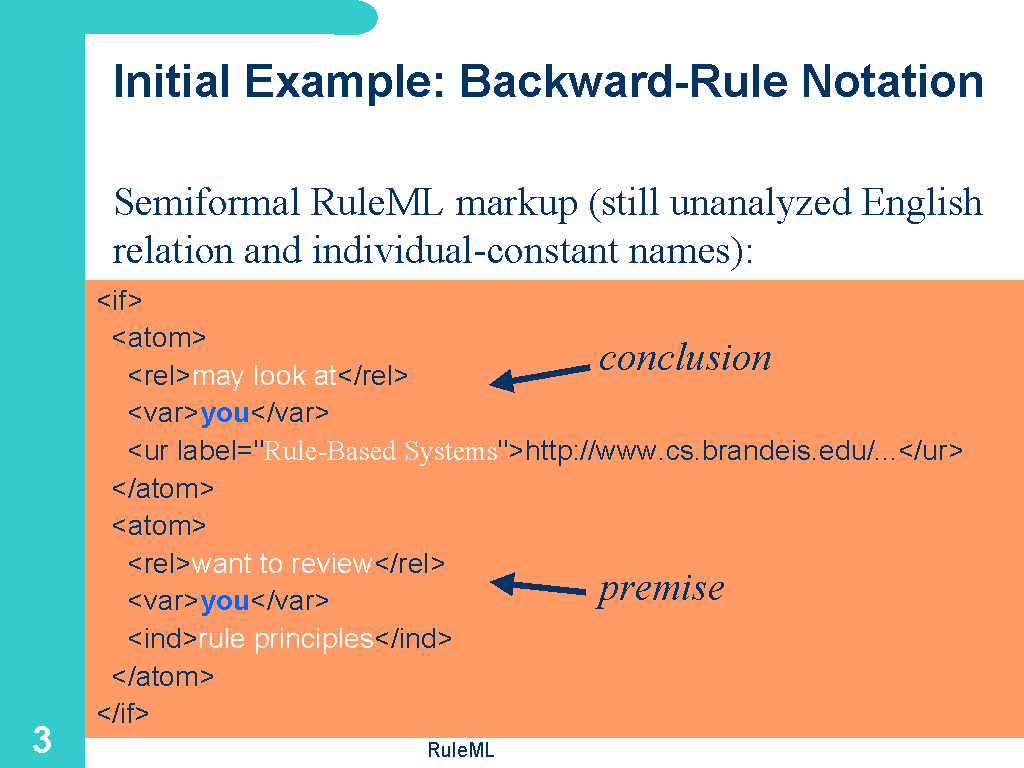 Initial Example: Backward-Rule Notation
Semiformal RuleML markup (still unanalyzed English
relation and individual-constant names):
<if>
<atom>
<rel>may look at</rel>
conclusion
<var>you</var>
<ur label="Rule-Based Systems">http://www.cs.brandeis.edu/...</ur>
</atom>
<atom>
<rel>want to review</rel>
premise
<var>you</var>
<ind>rule principles</ind>
</atom>
</if>
3
RuleML